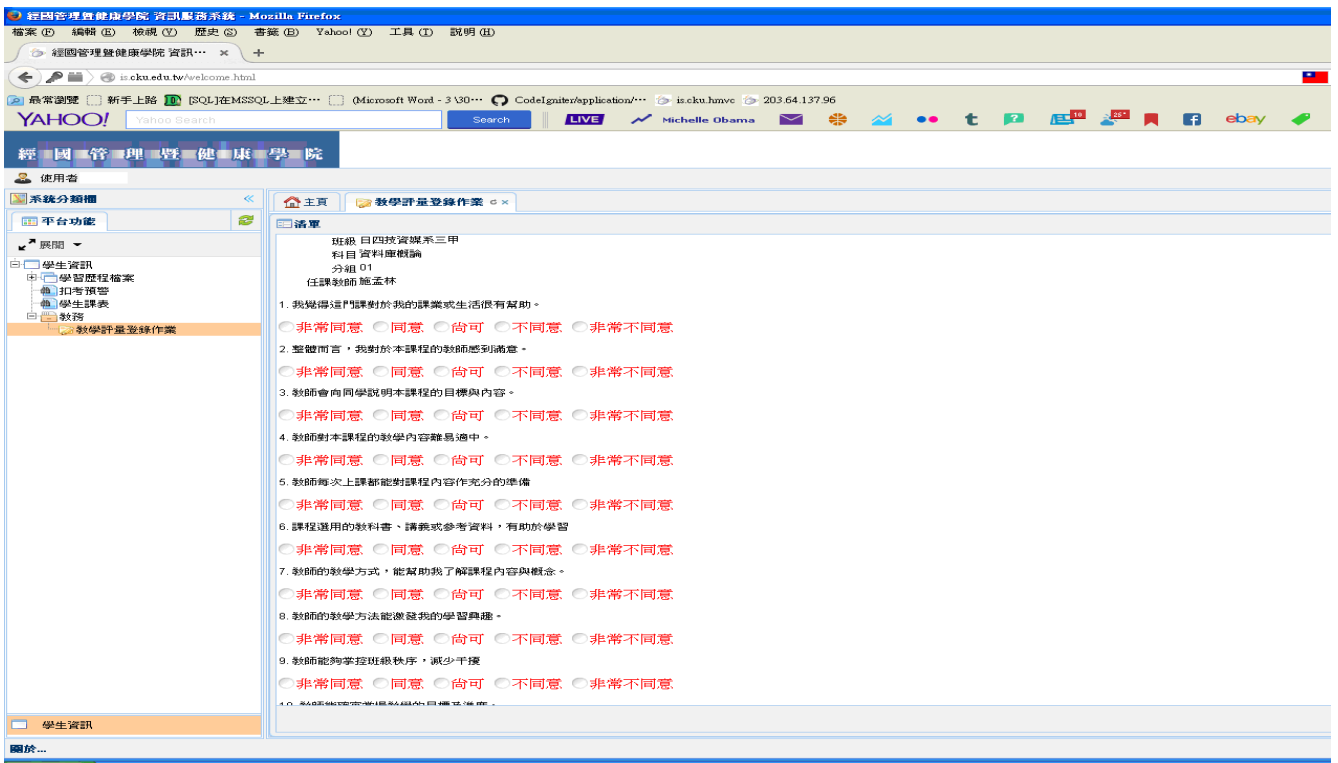 經國管理暨健康學院 資訊服務系統 - Mozilla Firefox
檔案(F) 編輯(E) 檢視(V) 歷史(S) 書籤(B) Yahoo!(Y) 工具(T) 說明(H)
經國管理暨健康學院 資訊… × +
is.cku.edu.tw/welcome.html
最常瀏覽 新手上路 [SQL]在MSSQL上建立… (Microsoft Word - 3 \30… CodeIgniter/application/… is.cku.hmvc 203.64.137.96
YAHOO! Yahoo Search Search LIVE Michelle Obama t ? 10 25° f ebay
經國管理暨健康學院
使用者
系統分類欄 «
平台功能
展開
學生資訊
學習歷程檔案
扣考預警
學生課表
教務
教學評量登錄作業
學生資訊
主頁 教學評量登錄作業 ×
清單
班級 日四技資媒系三甲
科目 資料庫概論
分組 01
任課教師 施孟林
1. 我覺得這門課對於我的課業或生活很有幫助。
非常同意 同意 尚可 不同意 非常不同意
2. 整體而言，我對於本課程的教師感到滿意。
非常同意 同意 尚可 不同意 非常不同意
3. 教師會向同學說明本課程的目標與內容。
非常同意 同意 尚可 不同意 非常不同意
4. 教師對本課程的教學內容難易適中。
非常同意 同意 尚可 不同意 非常不同意
5. 教師每次上課都能對課程內容作充分的準備
非常同意 同意 尚可 不同意 非常不同意
6. 課程選用的教科書、講義或參考資料，有助於學習
非常同意 同意 尚可 不同意 非常不同意
7. 教師的教學方式，能幫助我了解課程內容與概念。
非常同意 同意 尚可 不同意 非常不同意
8. 教師的教學方法能激發我的學習興趣。
非常同意 同意 尚可 不同意 非常不同意
9. 教師能夠掌控班級秩序，減少干擾
非常同意 同意 尚可 不同意 非常不同意
關於...